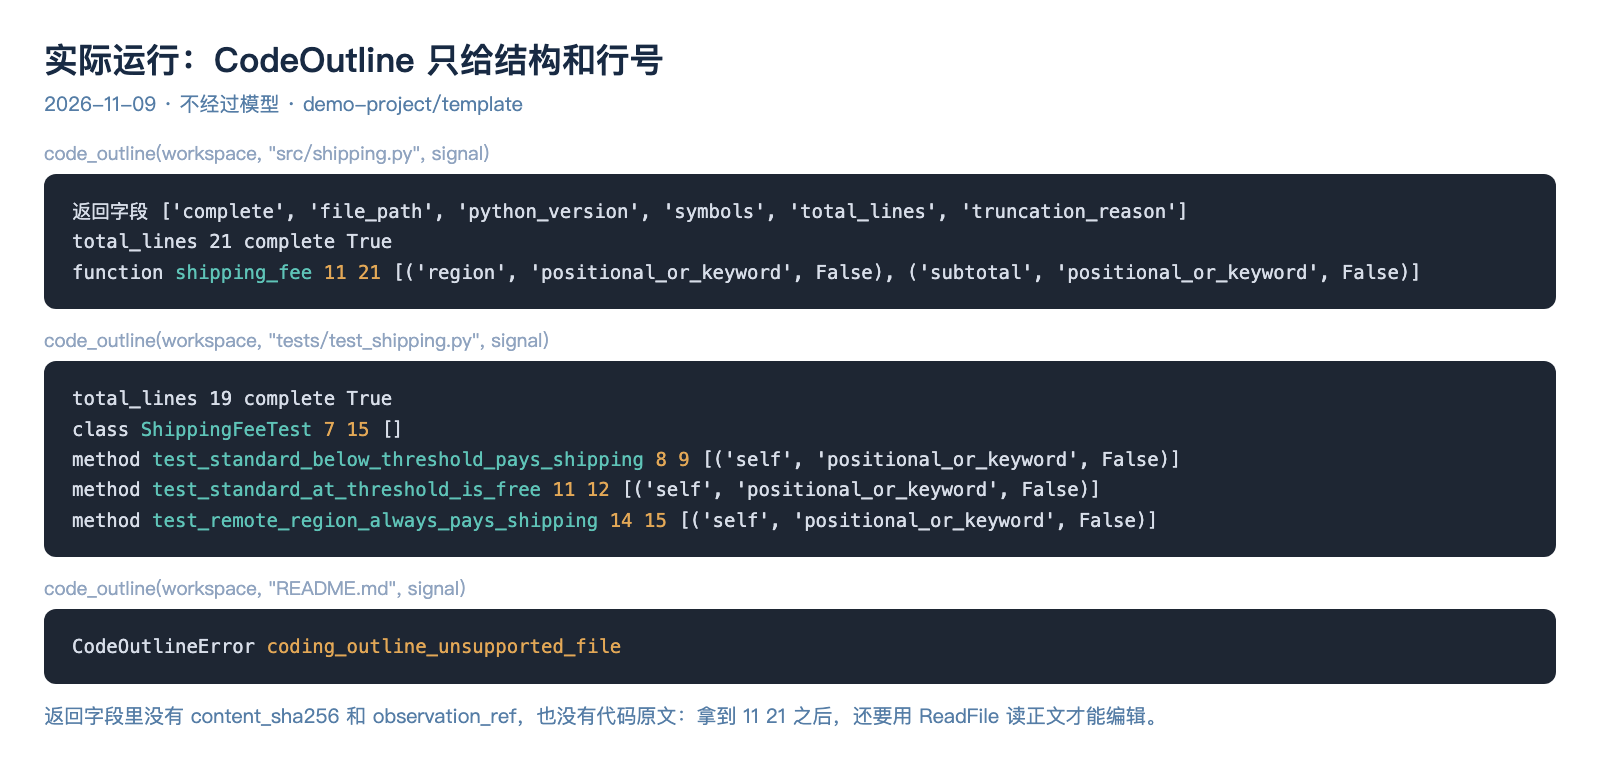 实际运行：CodeOutline 只给结构和行号
2026-11-09 · 不经过模型 · demo-project/template
code_outline(workspace, "src/shipping.py", signal)
返回字段 ['complete', 'file_path', 'python_version', 'symbols', 'total_lines', 'truncation_reason']
total_lines 21 complete True
function shipping_fee 11 21 [('region', 'positional_or_keyword', False), ('subtotal', 'positional_or_keyword', False)]
code_outline(workspace, "tests/test_shipping.py", signal)
total_lines 19 complete True
class ShippingFeeTest 7 15 []
method test_standard_below_threshold_pays_shipping 8 9 [('self', 'positional_or_keyword', False)]
method test_standard_at_threshold_is_free 11 12 [('self', 'positional_or_keyword', False)]
method test_remote_region_always_pays_shipping 14 15 [('self', 'positional_or_keyword', False)]
code_outline(workspace, "README.md", signal)
CodeOutlineError coding_outline_unsupported_file
返回字段里没有 content_sha256 和 observation_ref，也没有代码原文：拿到 11 21 之后，还要用 ReadFile 读正文才能编辑。